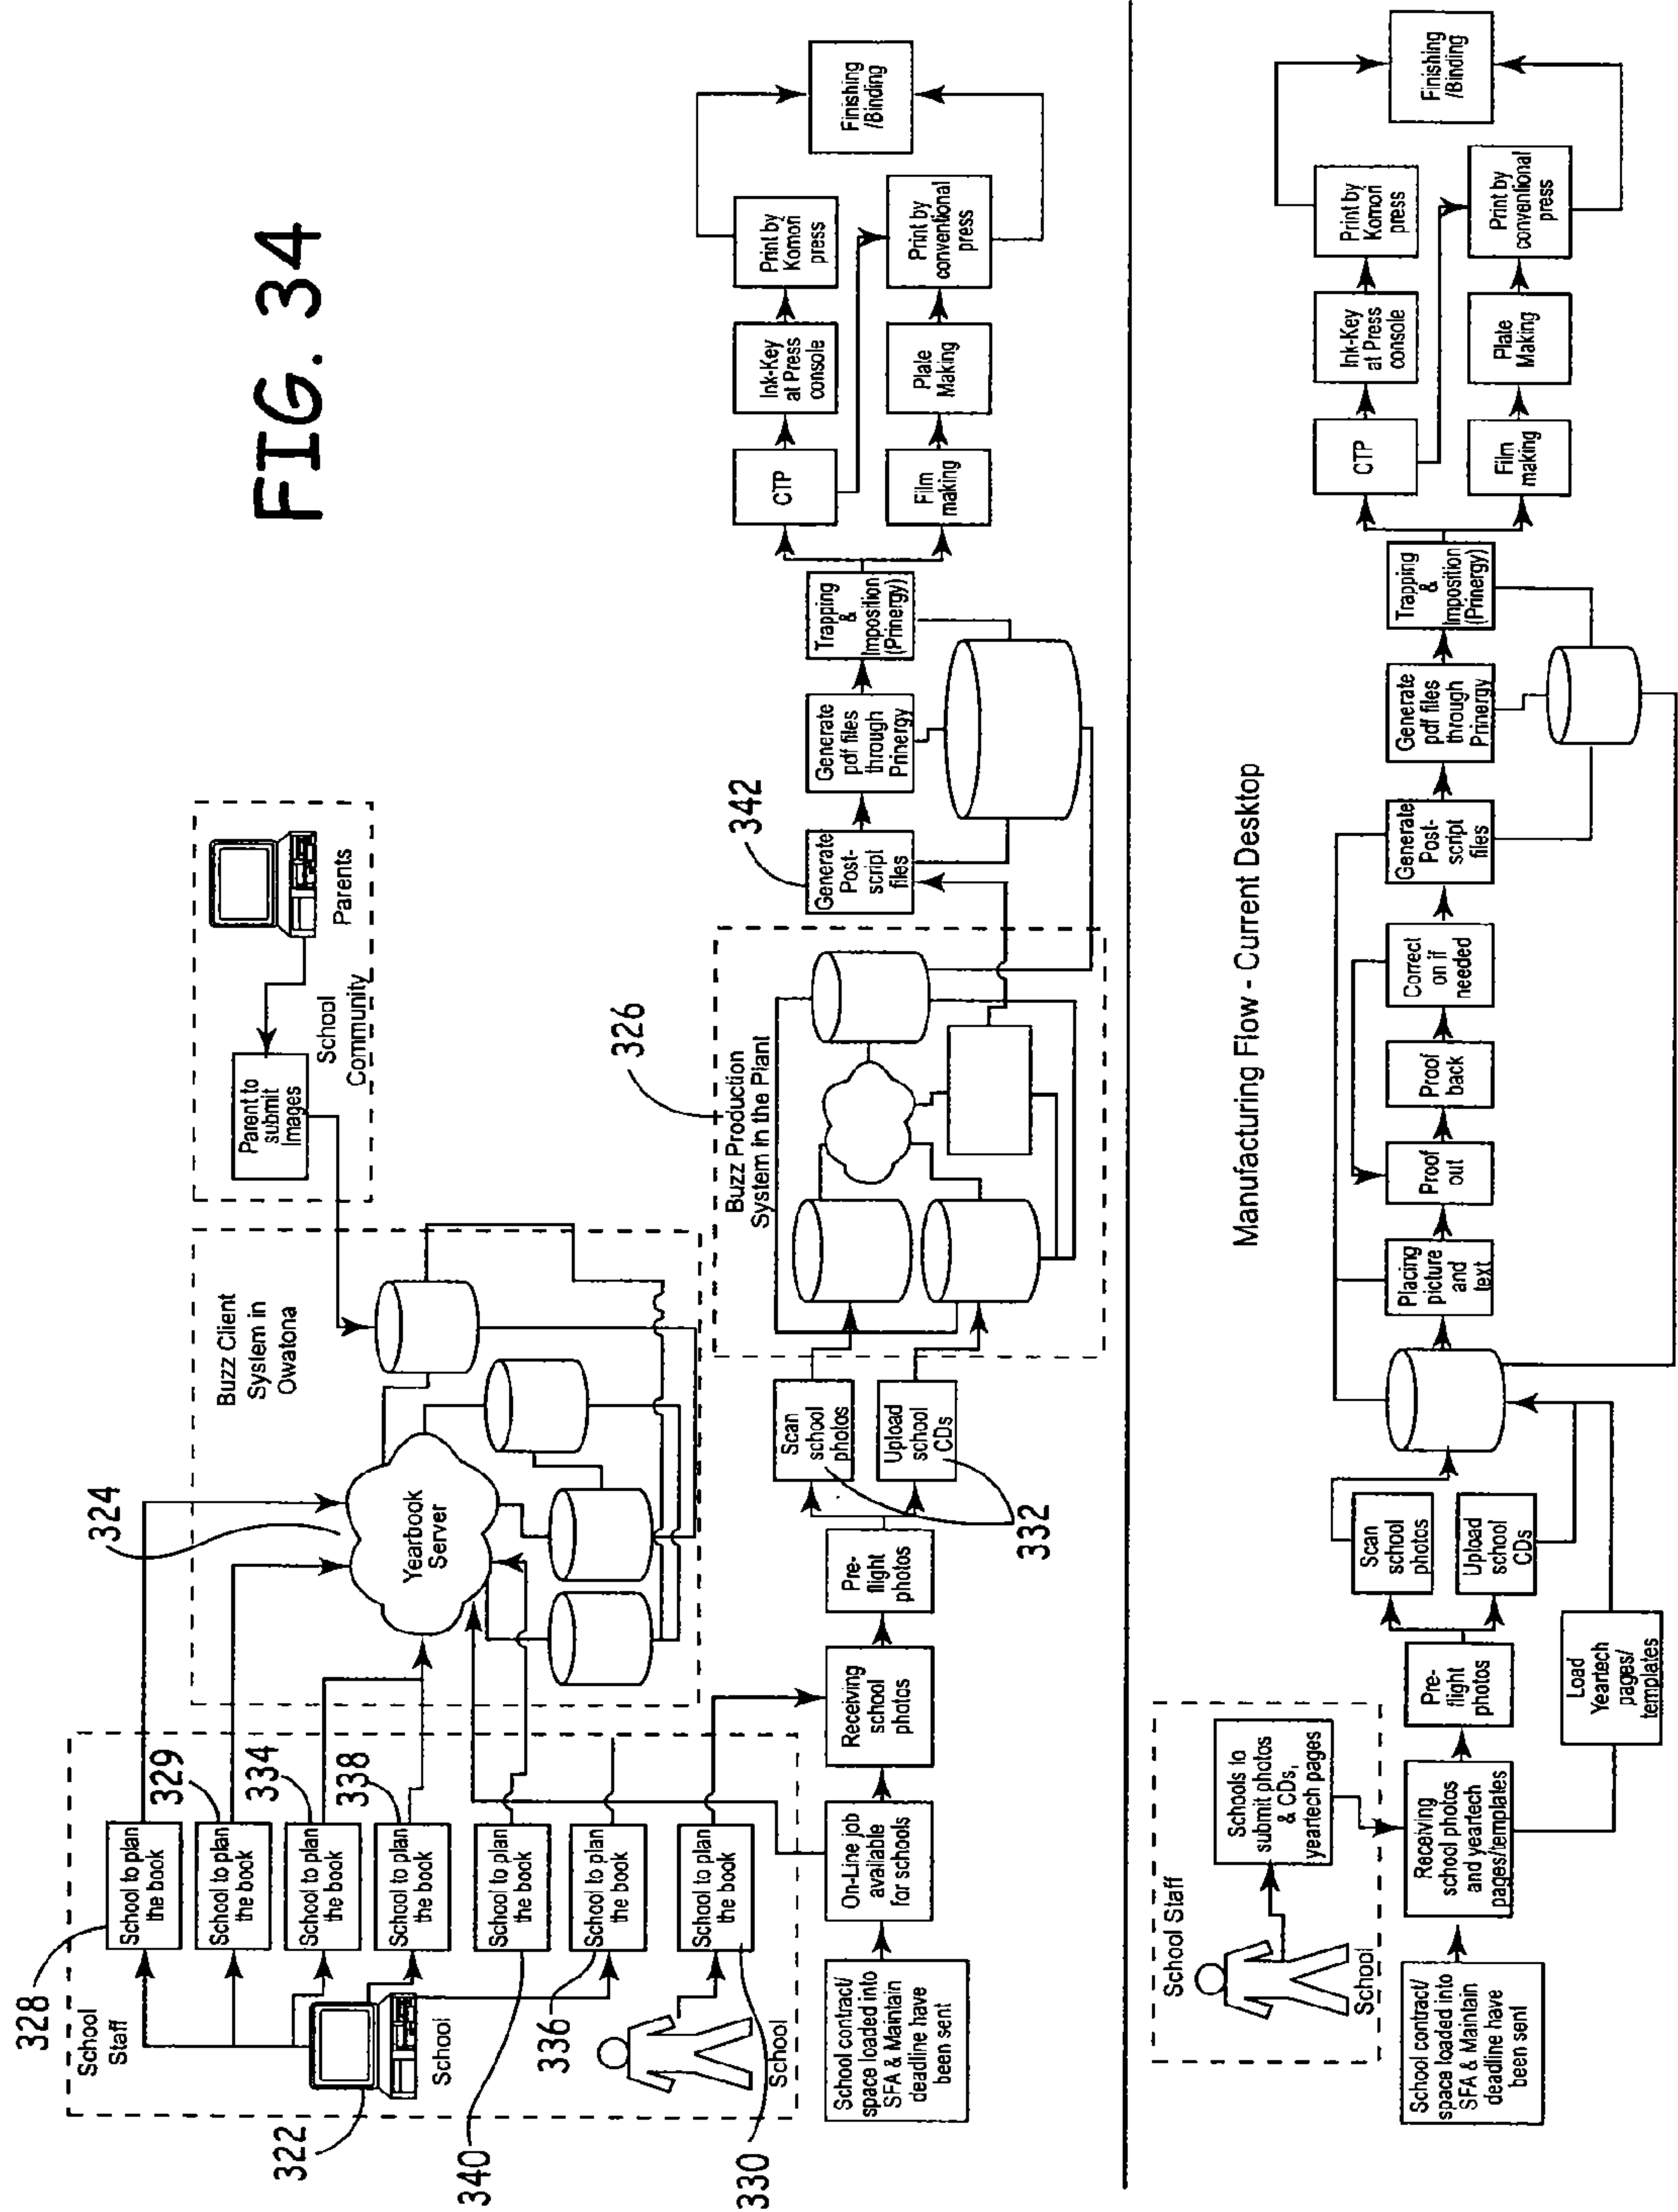 FIG. 34
328
School
Staff
322
School
School to plan
the book
329
School to plan
the book
334
School to plan
the book
338
School to plan
the book
340
School to plan
the book
336
School to plan
the book
330
School to plan
the book
School
324
Buzz Client
System in
Owatona
Yearbook
Server
Parent to
submit
images
Parents
School
Community
School contract/
space loaded into
SFA & Maintain
deadline have
been sent
On-Line job
available
for schools
Receiving
school
photos
Pre-
flight
photos
Scan
school
photos
Upload
school
CDs
332
326
Buzz Production
System in the Plant
342
Generate
Post-
script
files
Generate
pdf files
through
Prinergy
Trapping
&
Imposition
(Prinergy)
CTP
Ink-Key
at Press
console
Print by
Komori
press
Film
making
Plate
Making
Print by
conventional
press
Finishing
/Binding
Manufacturing Flow - Current Desktop
School Staff
School
Schools to
submit photos
& CDs,
yeartech pages
School contract/
space loaded into
SFA & Maintain
deadline have
been sent
Receiving
school photos
and yeartech
pages/templates
Pre-
flight
photos
Load
Yeartech
pages/
templates
Scan
school
photos
Upload
school
CDs
Placing
picture
and
text
Proof
out
Proof
back
Correct
on if
needed
Generate
Post-
script
files
Generate
pdf files
through
Prinergy
Trapping
&
Imposition
(Prinergy)
CTP
Ink-Key
at Press
console
Print by
Komori
press
Film
making
Plate
Making
Print by
conventional
press
Finishing
/Binding